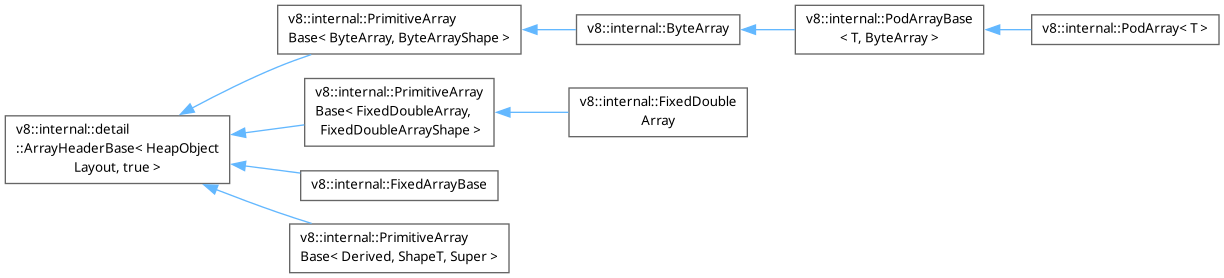 v8::internal::PrimitiveArray
Base< ByteArray, ByteArrayShape >
v8::internal::ByteArray
v8::internal::PodArrayBase
< T, ByteArray >
v8::internal::PodArray< T >
v8::internal::PrimitiveArray
Base< FixedDoubleArray,
FixedDoubleArrayShape >
v8::internal::FixedDouble
Array
v8::internal::detail
::ArrayHeaderBase< HeapObject
Layout, true >
v8::internal::FixedArrayBase
v8::internal::PrimitiveArray
Base< Derived, ShapeT, Super >